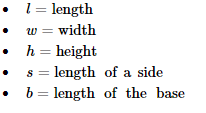 • l = length
• w = width
• h = height
• s = length of a side
• b = length of the base